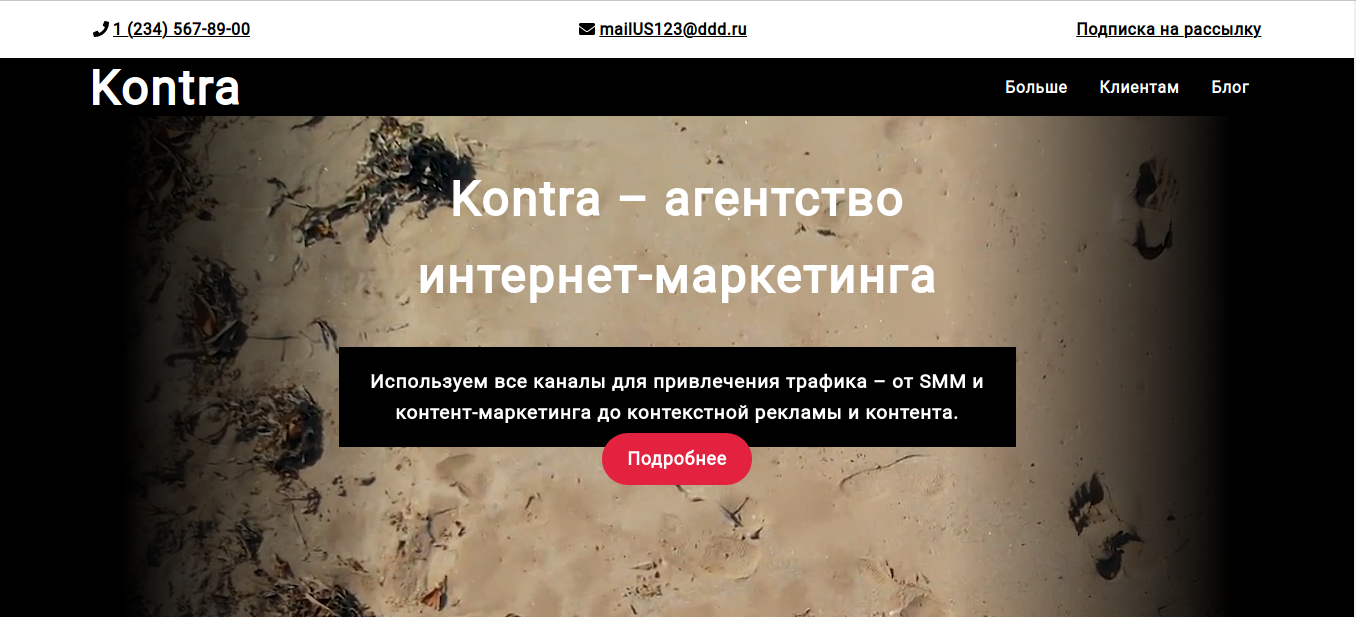 1 (234) 567-89-00
mailUS123@ddd.ru
Подписка на рассылку
Kontra
Больше
Клиентам
Блог
Kontra – агентство
интернет-маркетинга
Используем все каналы для привлечения трафика – от SMM и
контент-маркетинга до контекстной рекламы и контента.
Подробнее